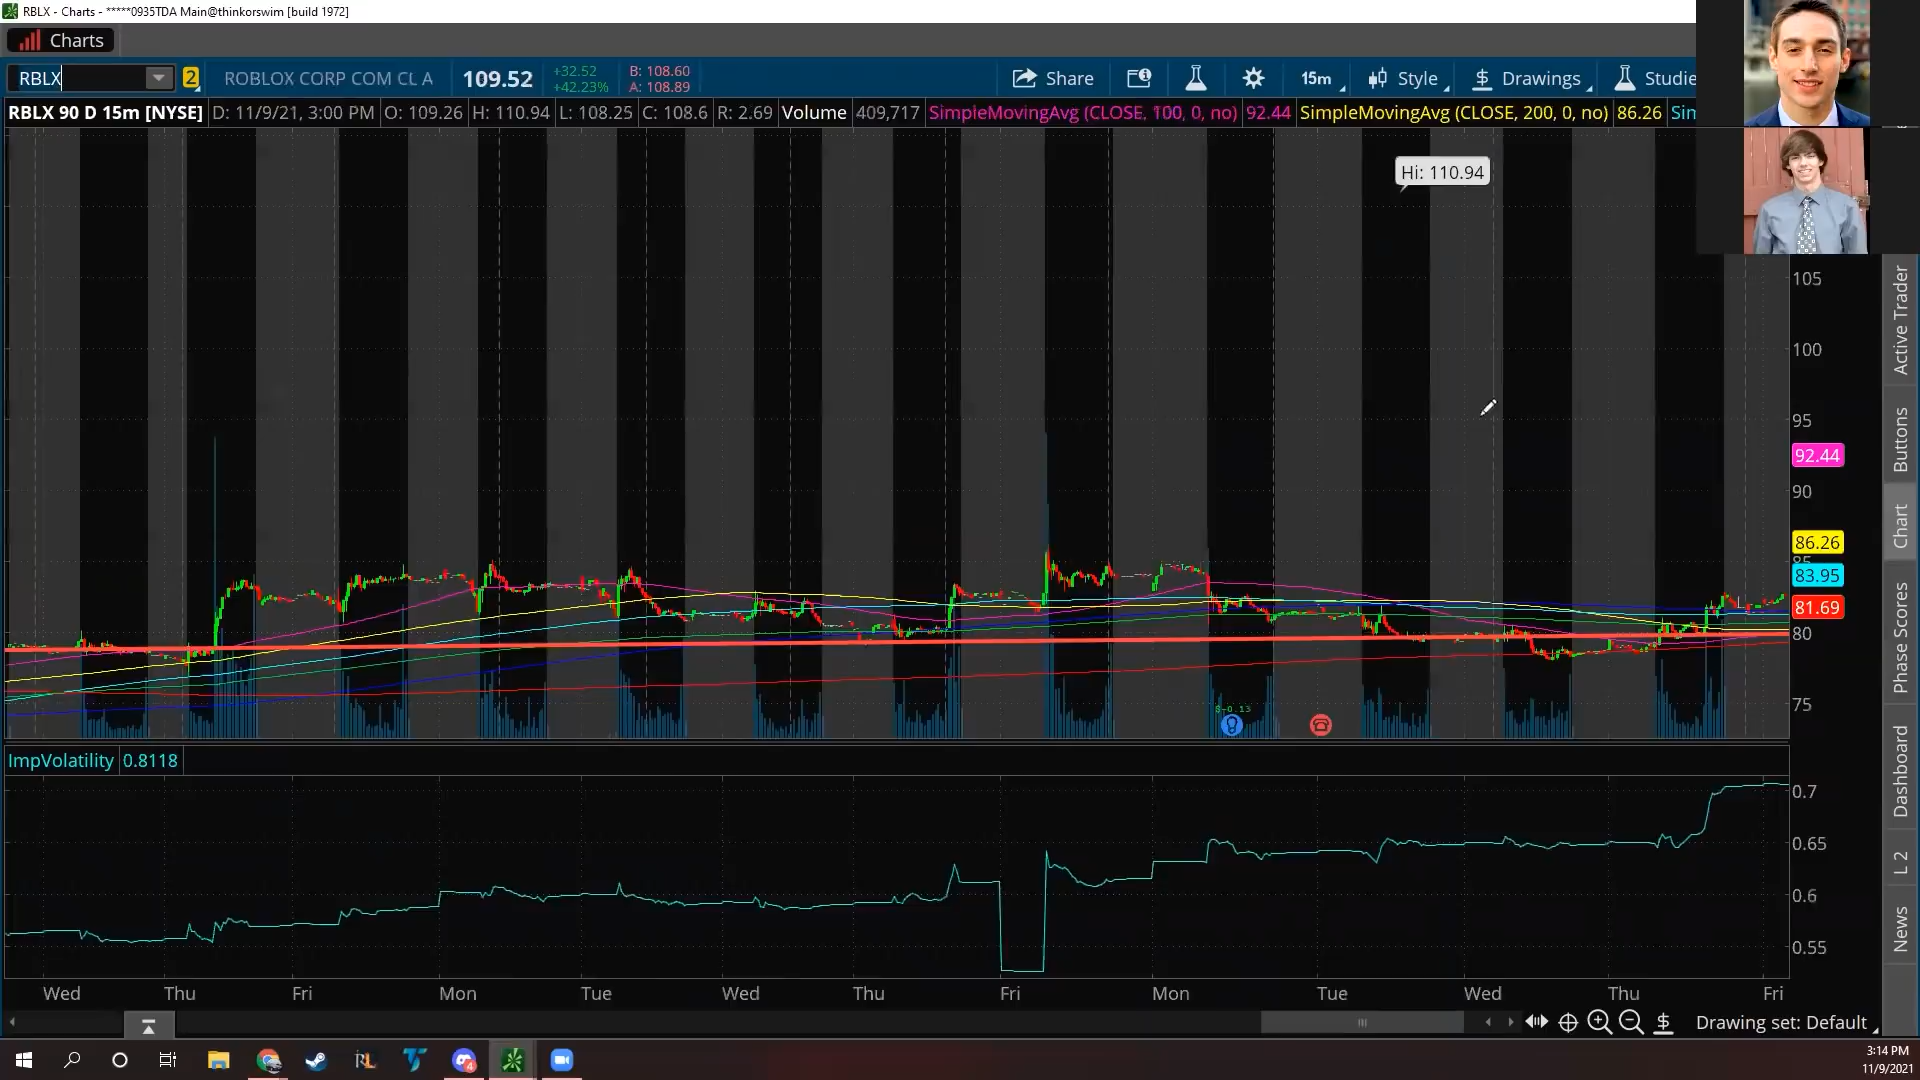 RBLX - Charts - *****0935TDA Main@thinkorswim [build 1972]
Charts
RBLX
2
ROBLOX CORP COM CL A
109.52
+32.52
+42.23%
B: 108.60
A: 108.89
Share
15m
Style
$ Drawings
Studie
RBLX 90 D 15m [NYSE] D: 11/9/21, 3:00 PM O: 109.26 H: 110.94 L: 108.25 C: 108.6 R: 2.69 Volume 409,717 SimpleMovingAvg (CLOSE, 100, 0, no) 92.44 SimpleMovingAvg (CLOSE, 200, 0, no) 86.26 Sim
Hi: 110.94
105
100
95
92.44
90
86.26
85
83.95
81.69
80
75
$-0.13
ImpVolatility 0.8118
0.7
0.65
0.6
0.55
Wed Thu Fri Mon Tue Wed Thu Fri Mon Tue Wed Thu Fri
Drawing set: Default
Active Trader
Buttons
Chart
Phase Scores
Dashboard
L 2
News
RL
4
3:14 PM
11/9/2021